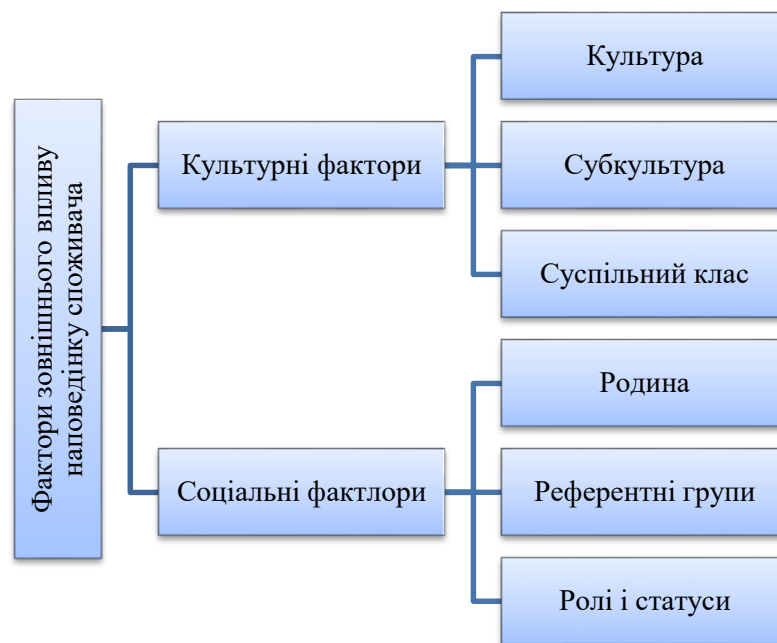 Фактори зовнішнього впливу
наповедінку споживача
Культурні фактори
Культура
Субкультура
Суспільний клас
Соціальні фактлори
Родина
Референтні групи
Ролі і статуси